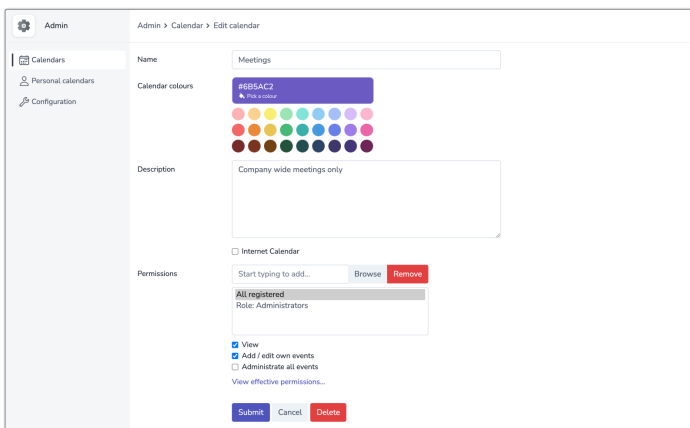 Admin
Admin > Calendar > Edit calendar
Calendars
Personal calendars
Configuration
Name
Meetings
Calendar colours
#6B5AC2
Pick a colour
Description
Company wide meetings only
Internet Calendar
Permissions
Start typing to add...
Browse
Remove
All registered
Role: Administrators
View
Add / edit own events
Administrate all events
View effective permissions...
Submit
Cancel
Delete